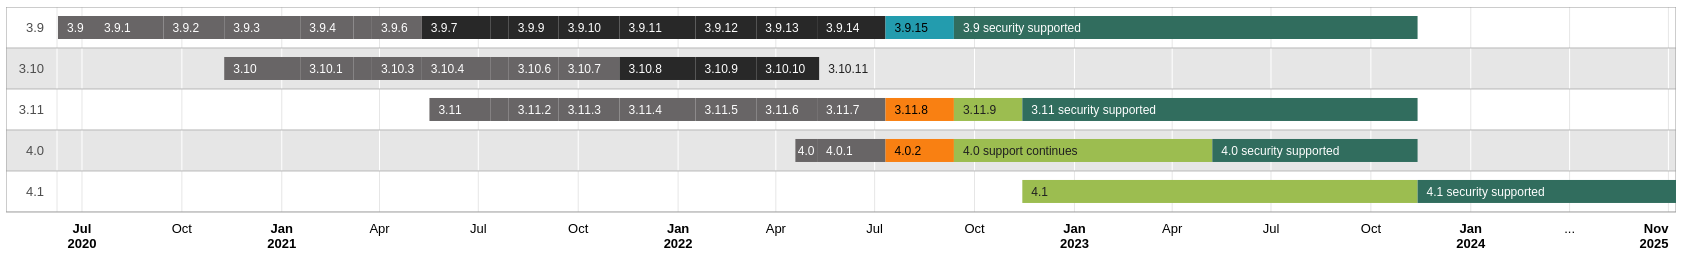 3.9 3.9 3.9.1 3.9.2 3.9.3 3.9.4 3.9.6 3.9.7 3.9.9 3.9.10 3.9.11 3.9.12 3.9.13 3.9.14 3.9.15 3.9 security supported
3.10 3.10 3.10.1 3.10.3 3.10.4 3.10.6 3.10.7 3.10.8 3.10.9 3.10.10 3.10.11
3.11 3.11 3.11.2 3.11.3 3.11.4 3.11.5 3.11.6 3.11.7 3.11.8 3.11.9 3.11 security supported
4.0 4.0 4.0.1 4.0.2 4.0 support continues 4.0 security supported
4.1 4.1 4.1 security supported
Jul Oct Jan Apr Jul Oct Jan Apr Jul Oct Jan Apr Jul Oct Jan ... Nov
2020 2021 2022 2023 2024 2025